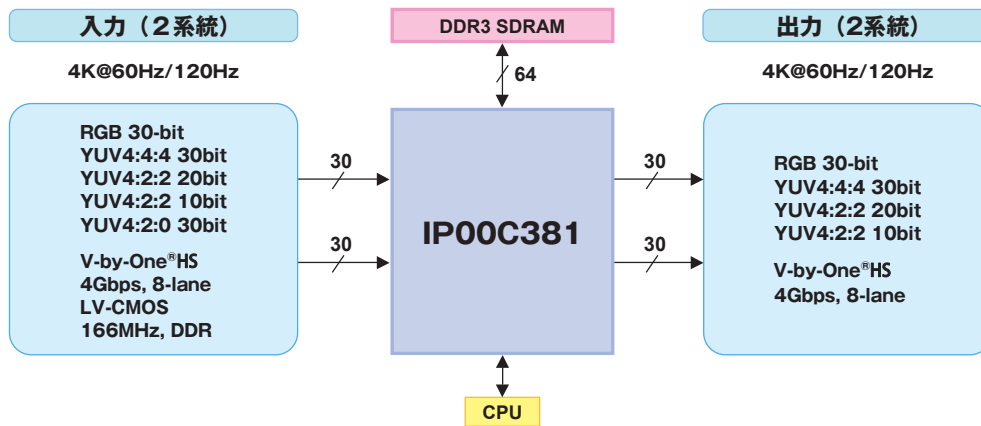 入力（２系統）
4K@60Hz/120Hz
RGB 30-bit
YUV4:4:4 30bit
YUV4:2:2 20bit
YUV4:2:2 10bit
YUV4:2:0 30bit
V-by-One®HS
4Gbps, 8-lane
LV-CMOS
166MHz, DDR
30
30
DDR3 SDRAM
64
IP00C381
CPU
30
30
出力（2系統）
4K@60Hz/120Hz
RGB 30-bit
YUV4:4:4 30bit
YUV4:2:2 20bit
YUV4:2:2 10bit
V-by-One®HS
4Gbps, 8-lane